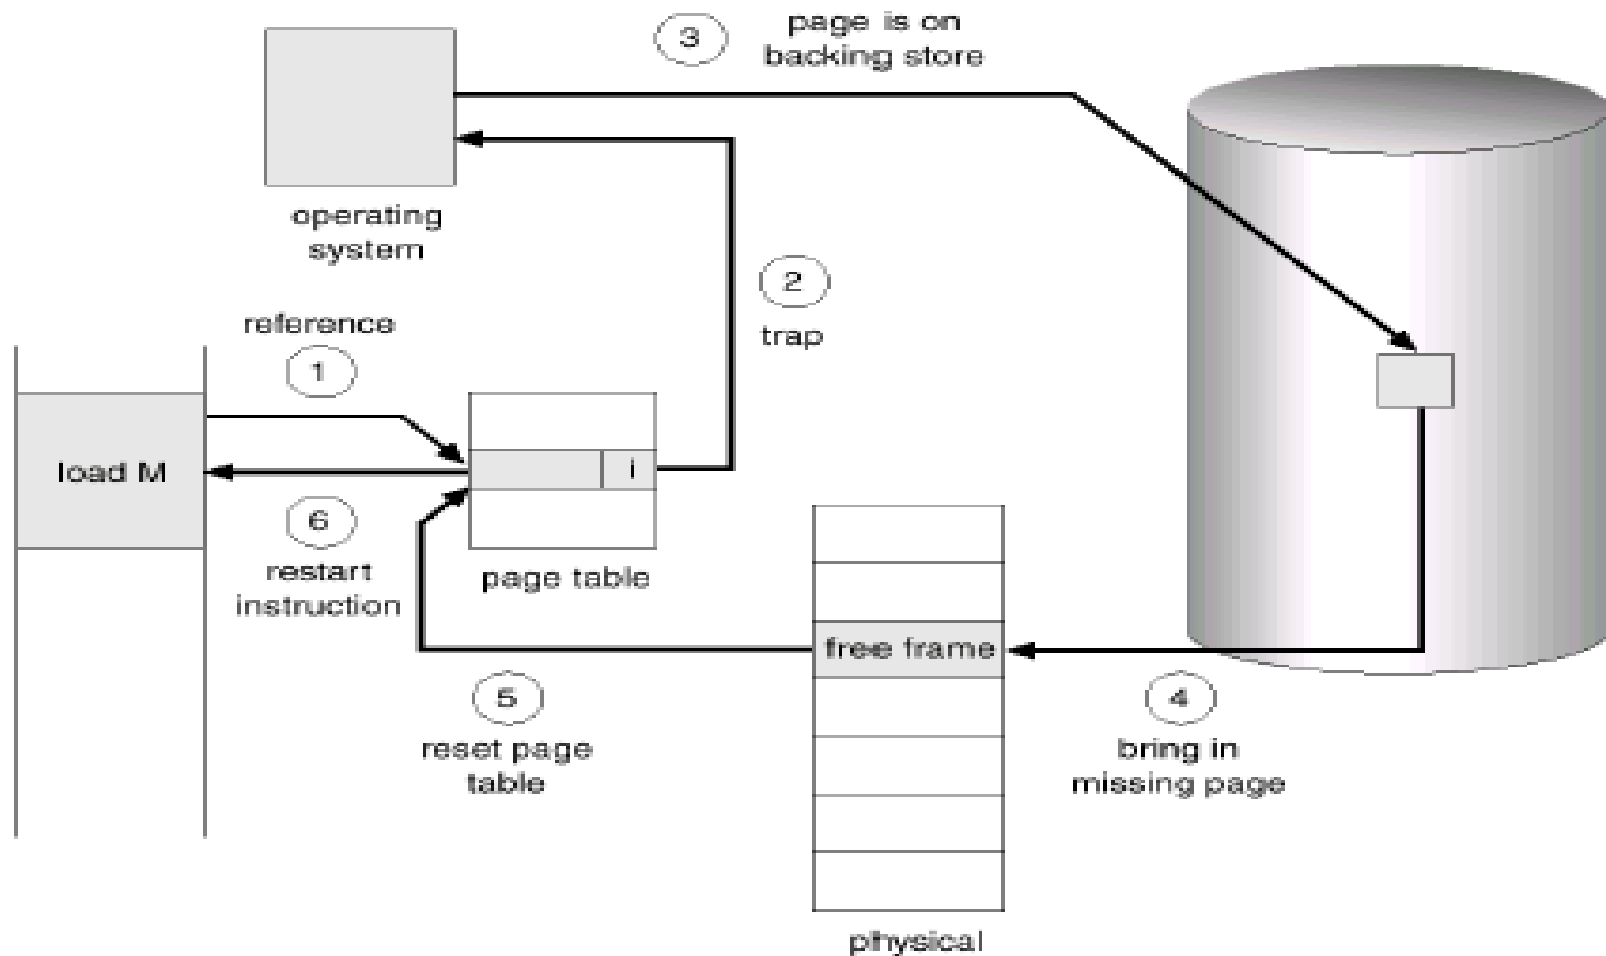 3
page is on
backing store
operating
system
2
trap
reference
1
load M
i
6
restart
instruction
page table
free frame
5
reset page
table
4
bring in
missing page
physical